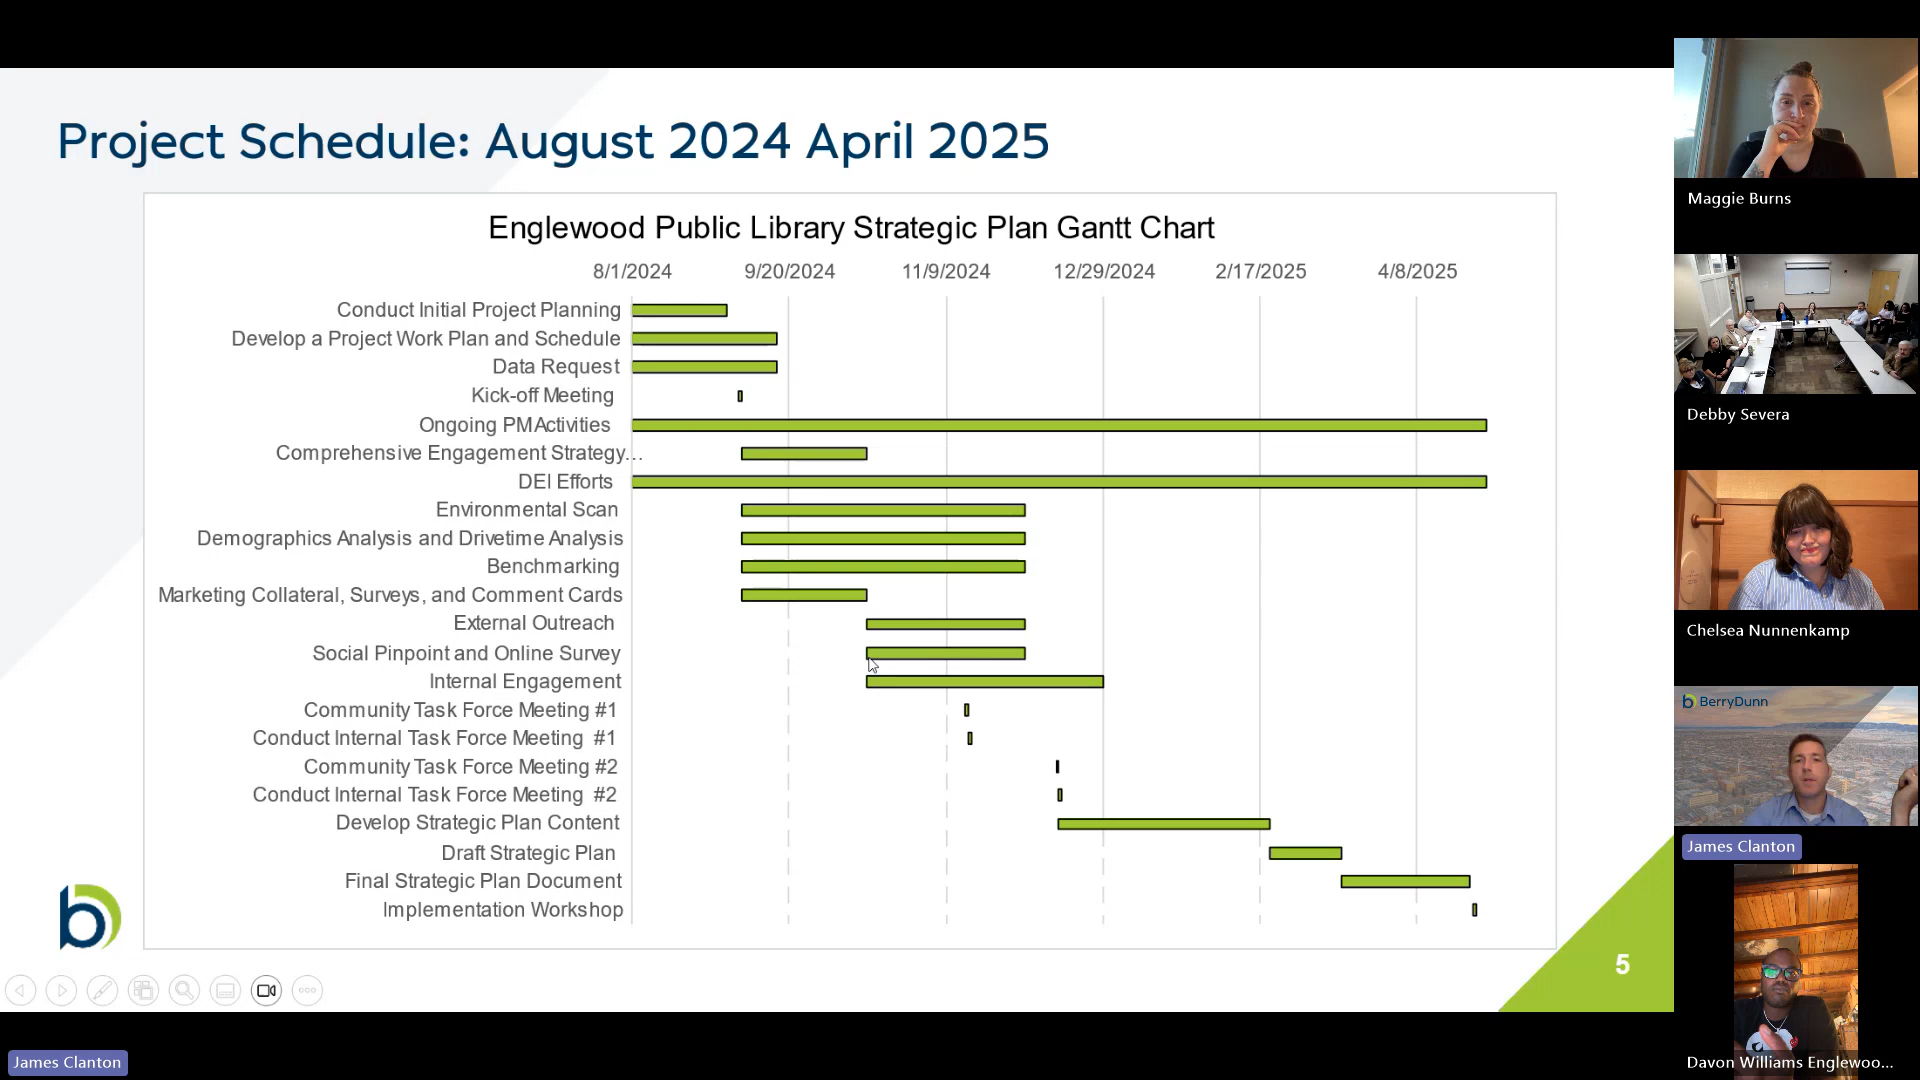 Project Schedule: August 2024 April 2025
Englewood Public Library Strategic Plan Gantt Chart
8/1/2024 9/20/2024 11/9/2024 12/29/2024 2/17/2025 4/8/2025
Conduct Initial Project Planning
Develop a Project Work Plan and Schedule
Data Request
Kick-off Meeting
Ongoing PM Activities
Comprehensive Engagement Strategy...
DEI Efforts
Environmental Scan
Demographics Analysis and Drivetime Analysis
Benchmarking
Marketing Collateral, Surveys, and Comment Cards
External Outreach
Social Pinpoint and Online Survey
Internal Engagement
Community Task Force Meeting #1
Conduct Internal Task Force Meeting #1
Community Task Force Meeting #2
Conduct Internal Task Force Meeting #2
Develop Strategic Plan Content
Draft Strategic Plan
Final Strategic Plan Document
Implementation Workshop
b
5
James Clanton
Maggie Burns
Debby Severa
Chelsea Nunnenkamp
b BerryDunn
James Clanton
Davon Williams Englewoo...